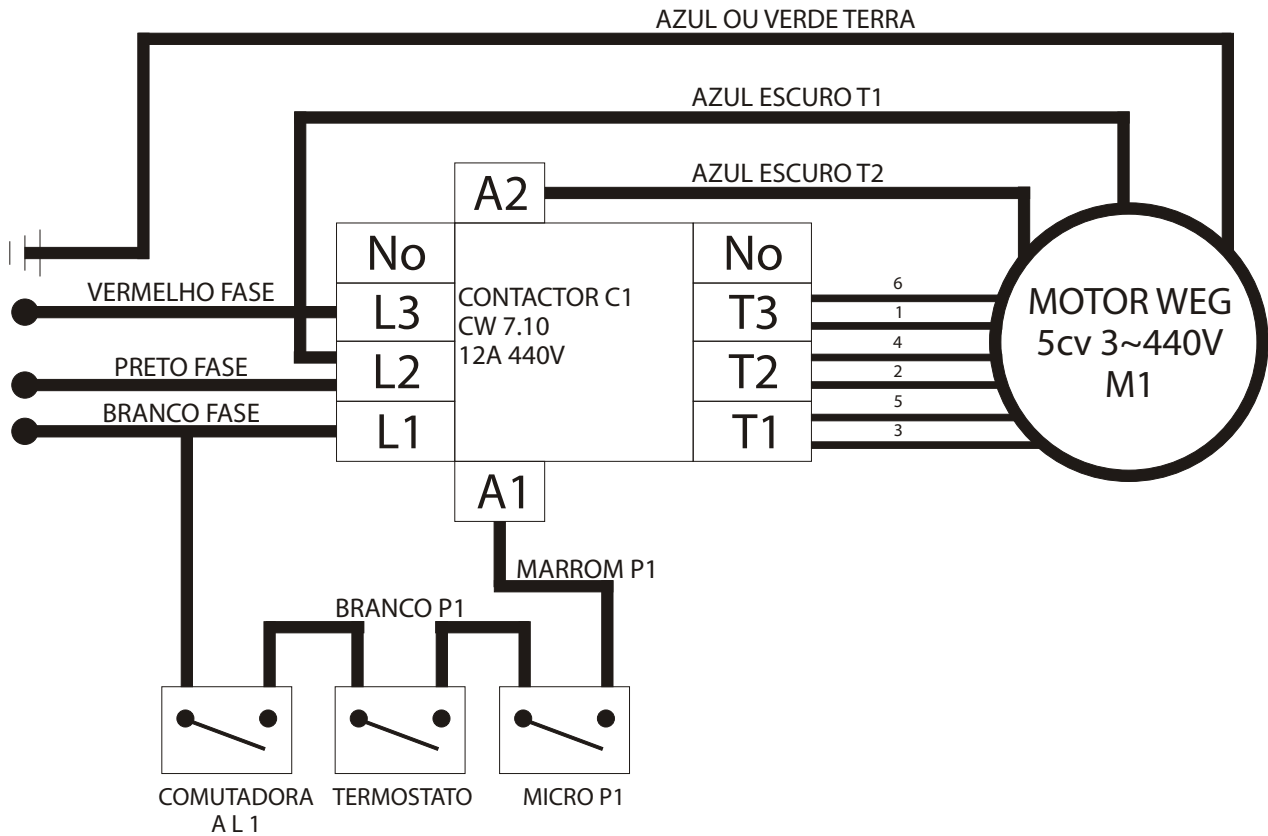 AZUL OU VERDE TERRA
AZUL ESCURO T1
AZUL ESCURO T2
A2
No
No
VERMELHO FASE
L3
CONTACTOR C1
CW 7.10
12A 440V
T3
6
1
MOTOR WEG
5cv 3~440V
M1
PRETO FASE
L2
T2
4
2
BRANCO FASE
L1
T1
5
3
A1
MARROM P1
BRANCO P1
COMUTADORA
A L 1
TERMOSTATO
MICRO P1